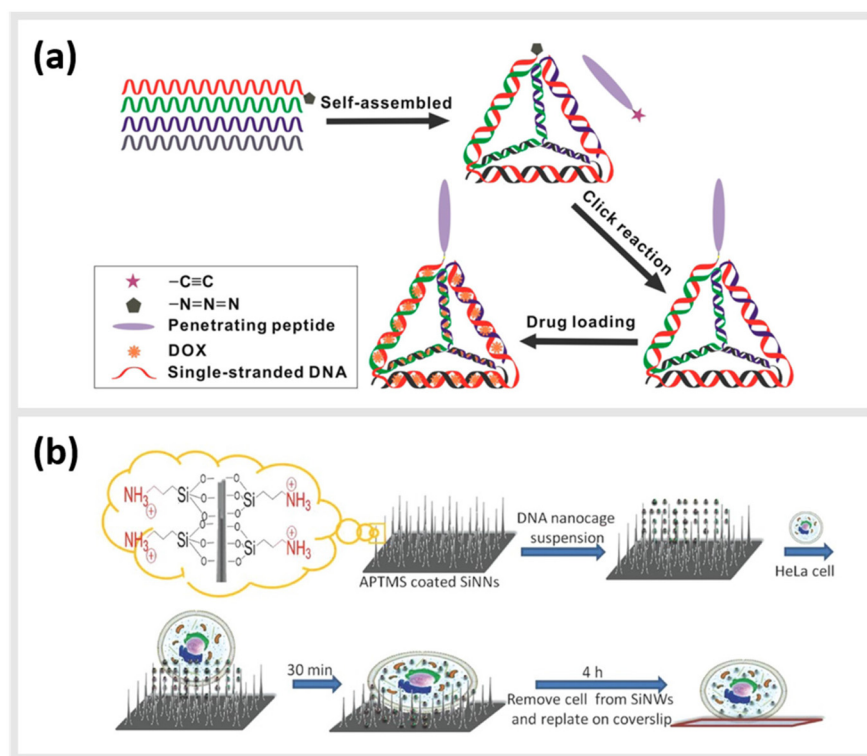 (a)
Self-assembled
Click reaction
–C≡C
–N=N=N
Penetrating peptide
DOX
Single-stranded DNA
Drug loading
(b)
NH3 + Si O O O O Si NH3 +
NH3 + Si O O O O Si NH3 +
APTMS coated SiNNs
DNA nanocage
suspension
HeLa cell
30 min
4 h
Remove cell from SiNWs
and replate on coverslip